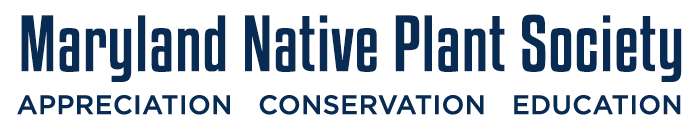 Maryland Native Plant Society
APPRECIATION CONSERVATION EDUCATION